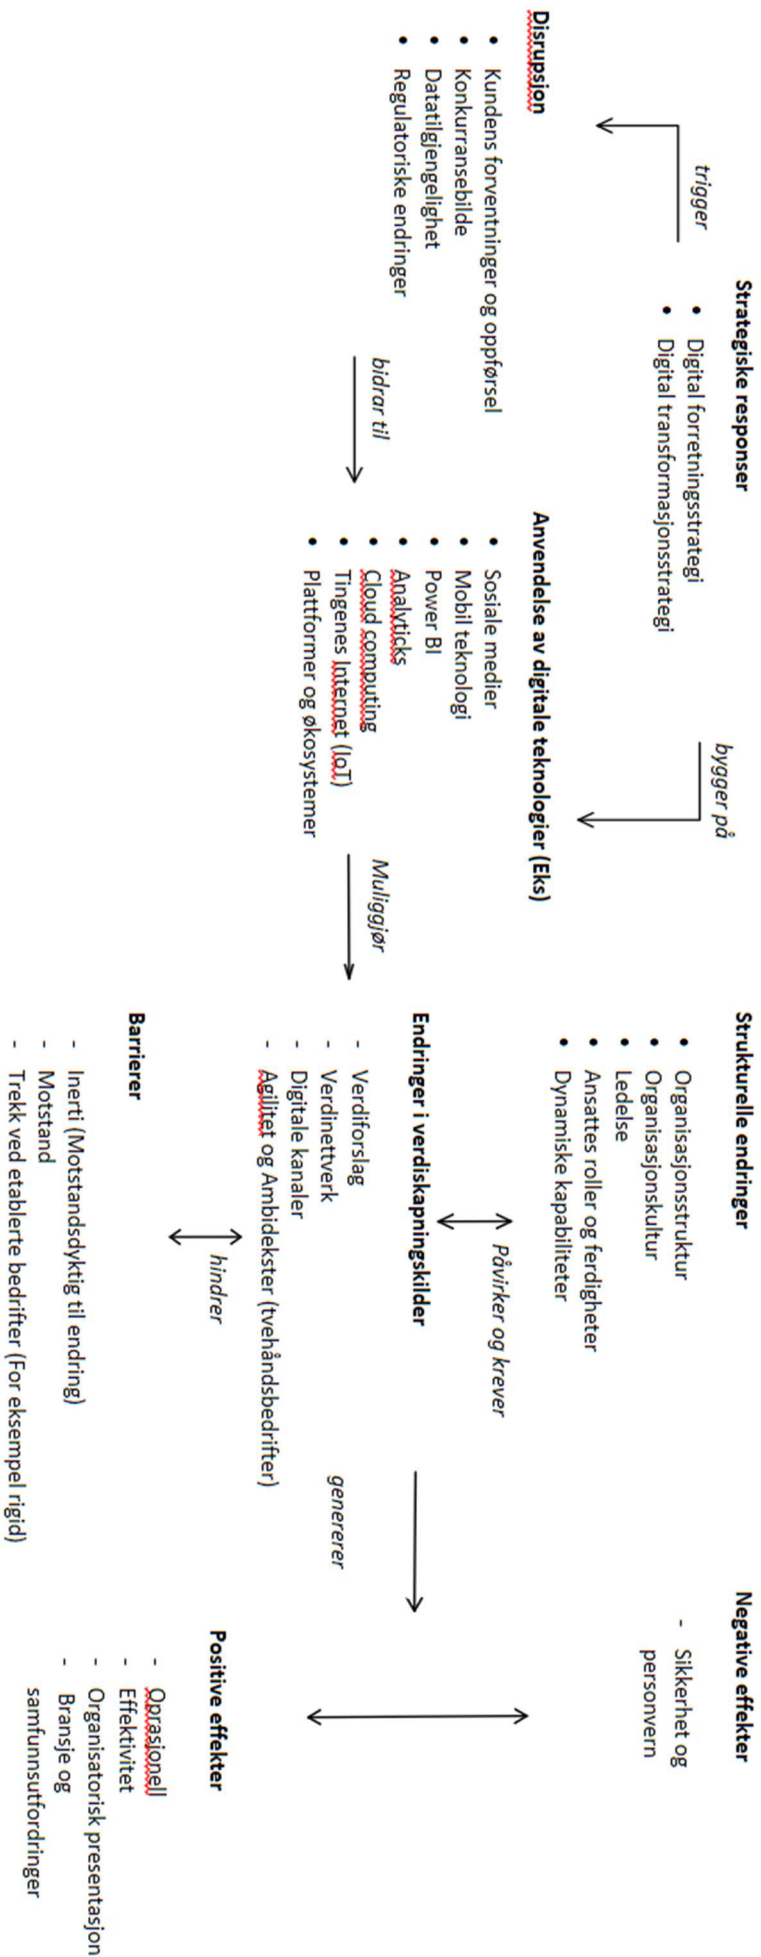 Strategiske responser
• Digital forretningsstrategi
• Digital transformasjonsstrategi
trigger
bygger på
Disrupsjon
• Kundens forventninger og oppførsel
• Konkurransebilde
• Datatilgjengelighet
• Regulatoriske endringer
bidrar til
Anvendelse av digitale teknologier (Eks)
• Sosiale medier
• Mobil teknologi
• Power BI
• Analyticks
• Cloud computing
• Tingenes Internet (IoT)
• Plattformer og økosystemer
Muliggjør
Strukturelle endringer
• Organisasjonsstruktur
• Organisasjonskultur
• Ledelse
• Ansattes roller og ferdigheter
• Dynamiske kapabiliteter
Påvirker og krever
Endringer i verdiskapningskilder
- Verdiforslag
- Verdinettverk
- Digitale kanaler
- Agilitet og Ambidekster (tvehåndsbedrifter)
hindrer
Barrierer
- Inerti (Motstandsdyktig til endring)
- Motstand
- Trekk ved etablerte bedrifter (For eksempel rigid)
genererer
Negative effekter
- Sikkerhet og
personvern
Positive effekter
- Oprasjonell
- Effektivitet
- Organisatorisk presentasjon
- Bransje og
samfunnsutfordringer